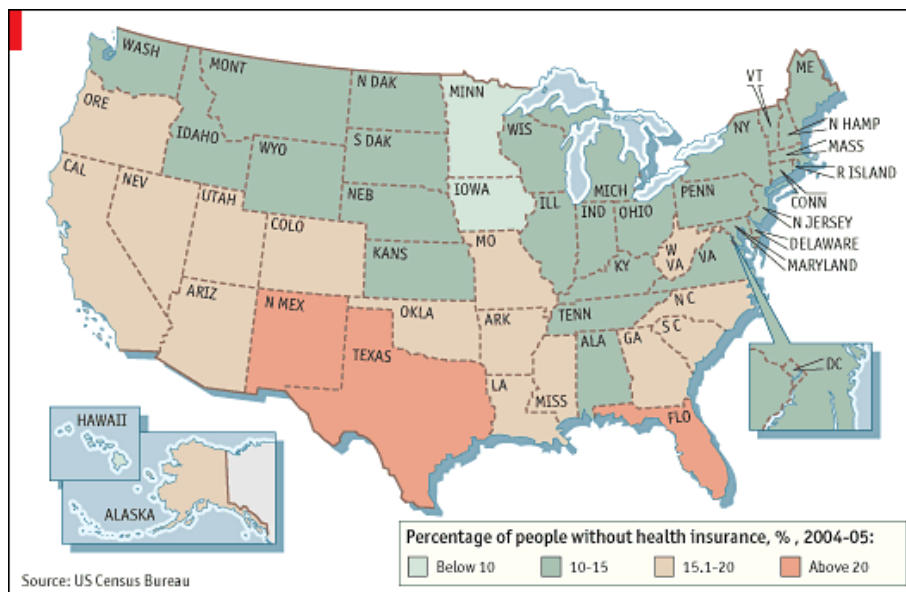 WASH
MONT
N DAK
MINN
VT
ME
ORE
IDAHO
S DAK
WIS
NY
N HAMP
MASS
R ISLAND
WYO
CAL
NEV
UTAH
NEB
IOWA
MICH
PENN
CONN
N JERSEY
DELAWARE
MARYLAND
COLO
KANS
MO
ILL
IND
OHIO
W
VA
VA
KY
ARIZ
N MEX
OKLA
ARK
TENN
N C
S C
TEXAS
LA
MISS
ALA
GA
FLO
DC
HAWAII
ALASKA
Percentage of people without health insurance, % , 2004-05:
Below 10
10-15
15.1-20
Above 20
Source: US Census Bureau